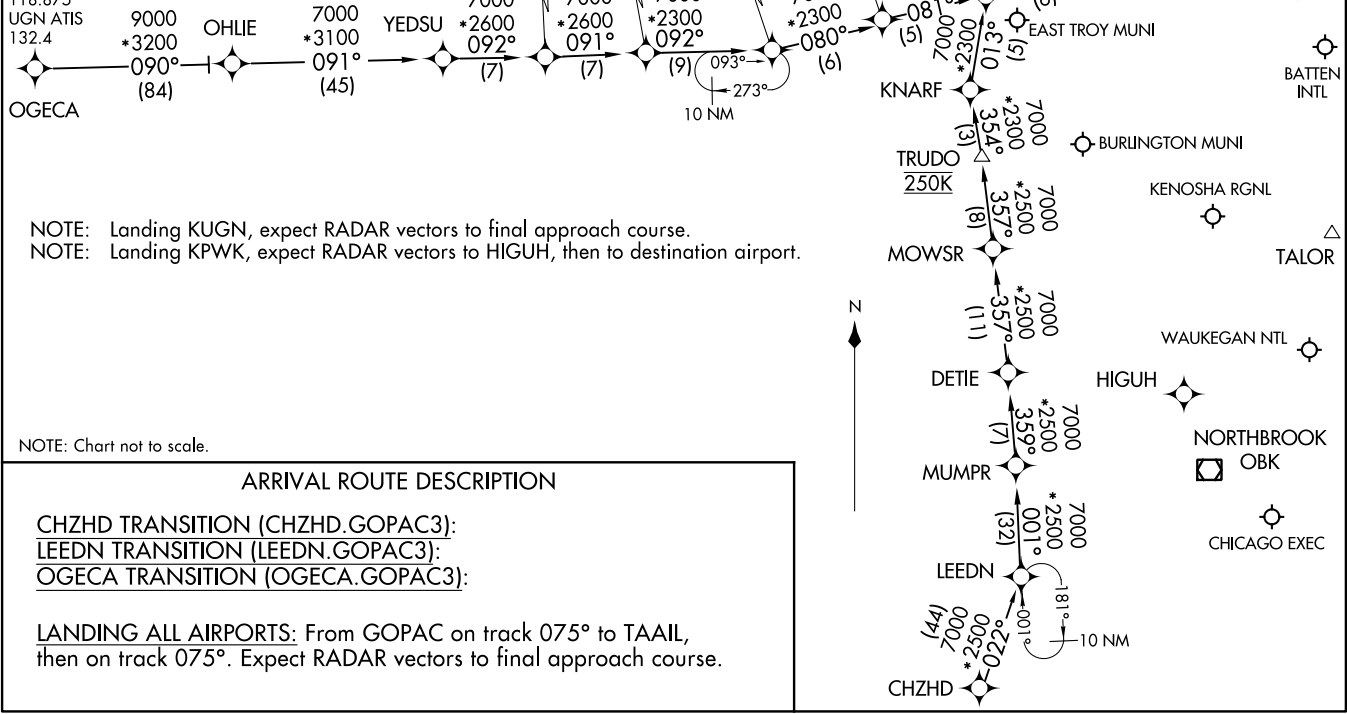 UGN ATIS
132.4
OGECA
9000
*3200
090°
(84)
OHLIE
7000
*3100
091°
(45)
YEDSU
*2600
092°
(7)
*2600
091°
(7)
*2300
092°
(9)
093°
273°
10 NM
*2300
080°
(6)
081°
(5)
EAST TROY MUNI
(5)
7000
*2300
013°
BATTEN
INTL
KNARF
7000
*2300
354°
(3)
BURLINGTON MUNI
TRUDO
250K
KENOSHA RGNL
7000
*2500
357°
(8)
TALOR
MOWSR
NOTE: Landing KUGN, expect RADAR vectors to final approach course.
NOTE: Landing KPWK, expect RADAR vectors to HIGUH, then to destination airport.
N
7000
*2500
357°
(11)
WAUKEGAN NTL
DETIE
HIGUH
7000
*2500
359°
(7)
NORTHBROOK
OBK
MUMPR
CHICAGO EXEC
7000
*2500
001°
(32)
LEEDN
181°
001°
10 NM
(44)
7000
*2500
022°
CHZHD
NOTE: Chart not to scale.
ARRIVAL ROUTE DESCRIPTION
CHZHD TRANSITION (CHZHD.GOPAC3):
LEEDN TRANSITION (LEEDN.GOPAC3):
OGECA TRANSITION (OGECA.GOPAC3):
LANDING ALL AIRPORTS: From GOPAC on track 075° to TAAIL,
then on track 075°. Expect RADAR vectors to final approach course.